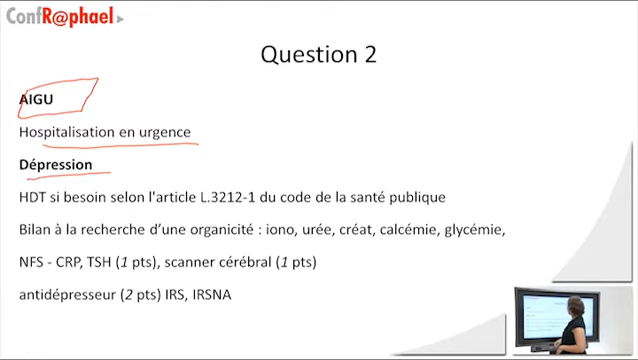 ConfR@phael
Question 2
AIGU
Hospitalisation en urgence
Dépression
HDT si besoin selon l'article L.3212-1 du code de la santé publique
Bilan à la recherche d'une organicité : iono, urée, créat, calcémie, glycémie,
NFS - CRP, TSH (1 pts), scanner cérébral (1 pts)
antidépresseur (2 pts) IRS, IRSNA